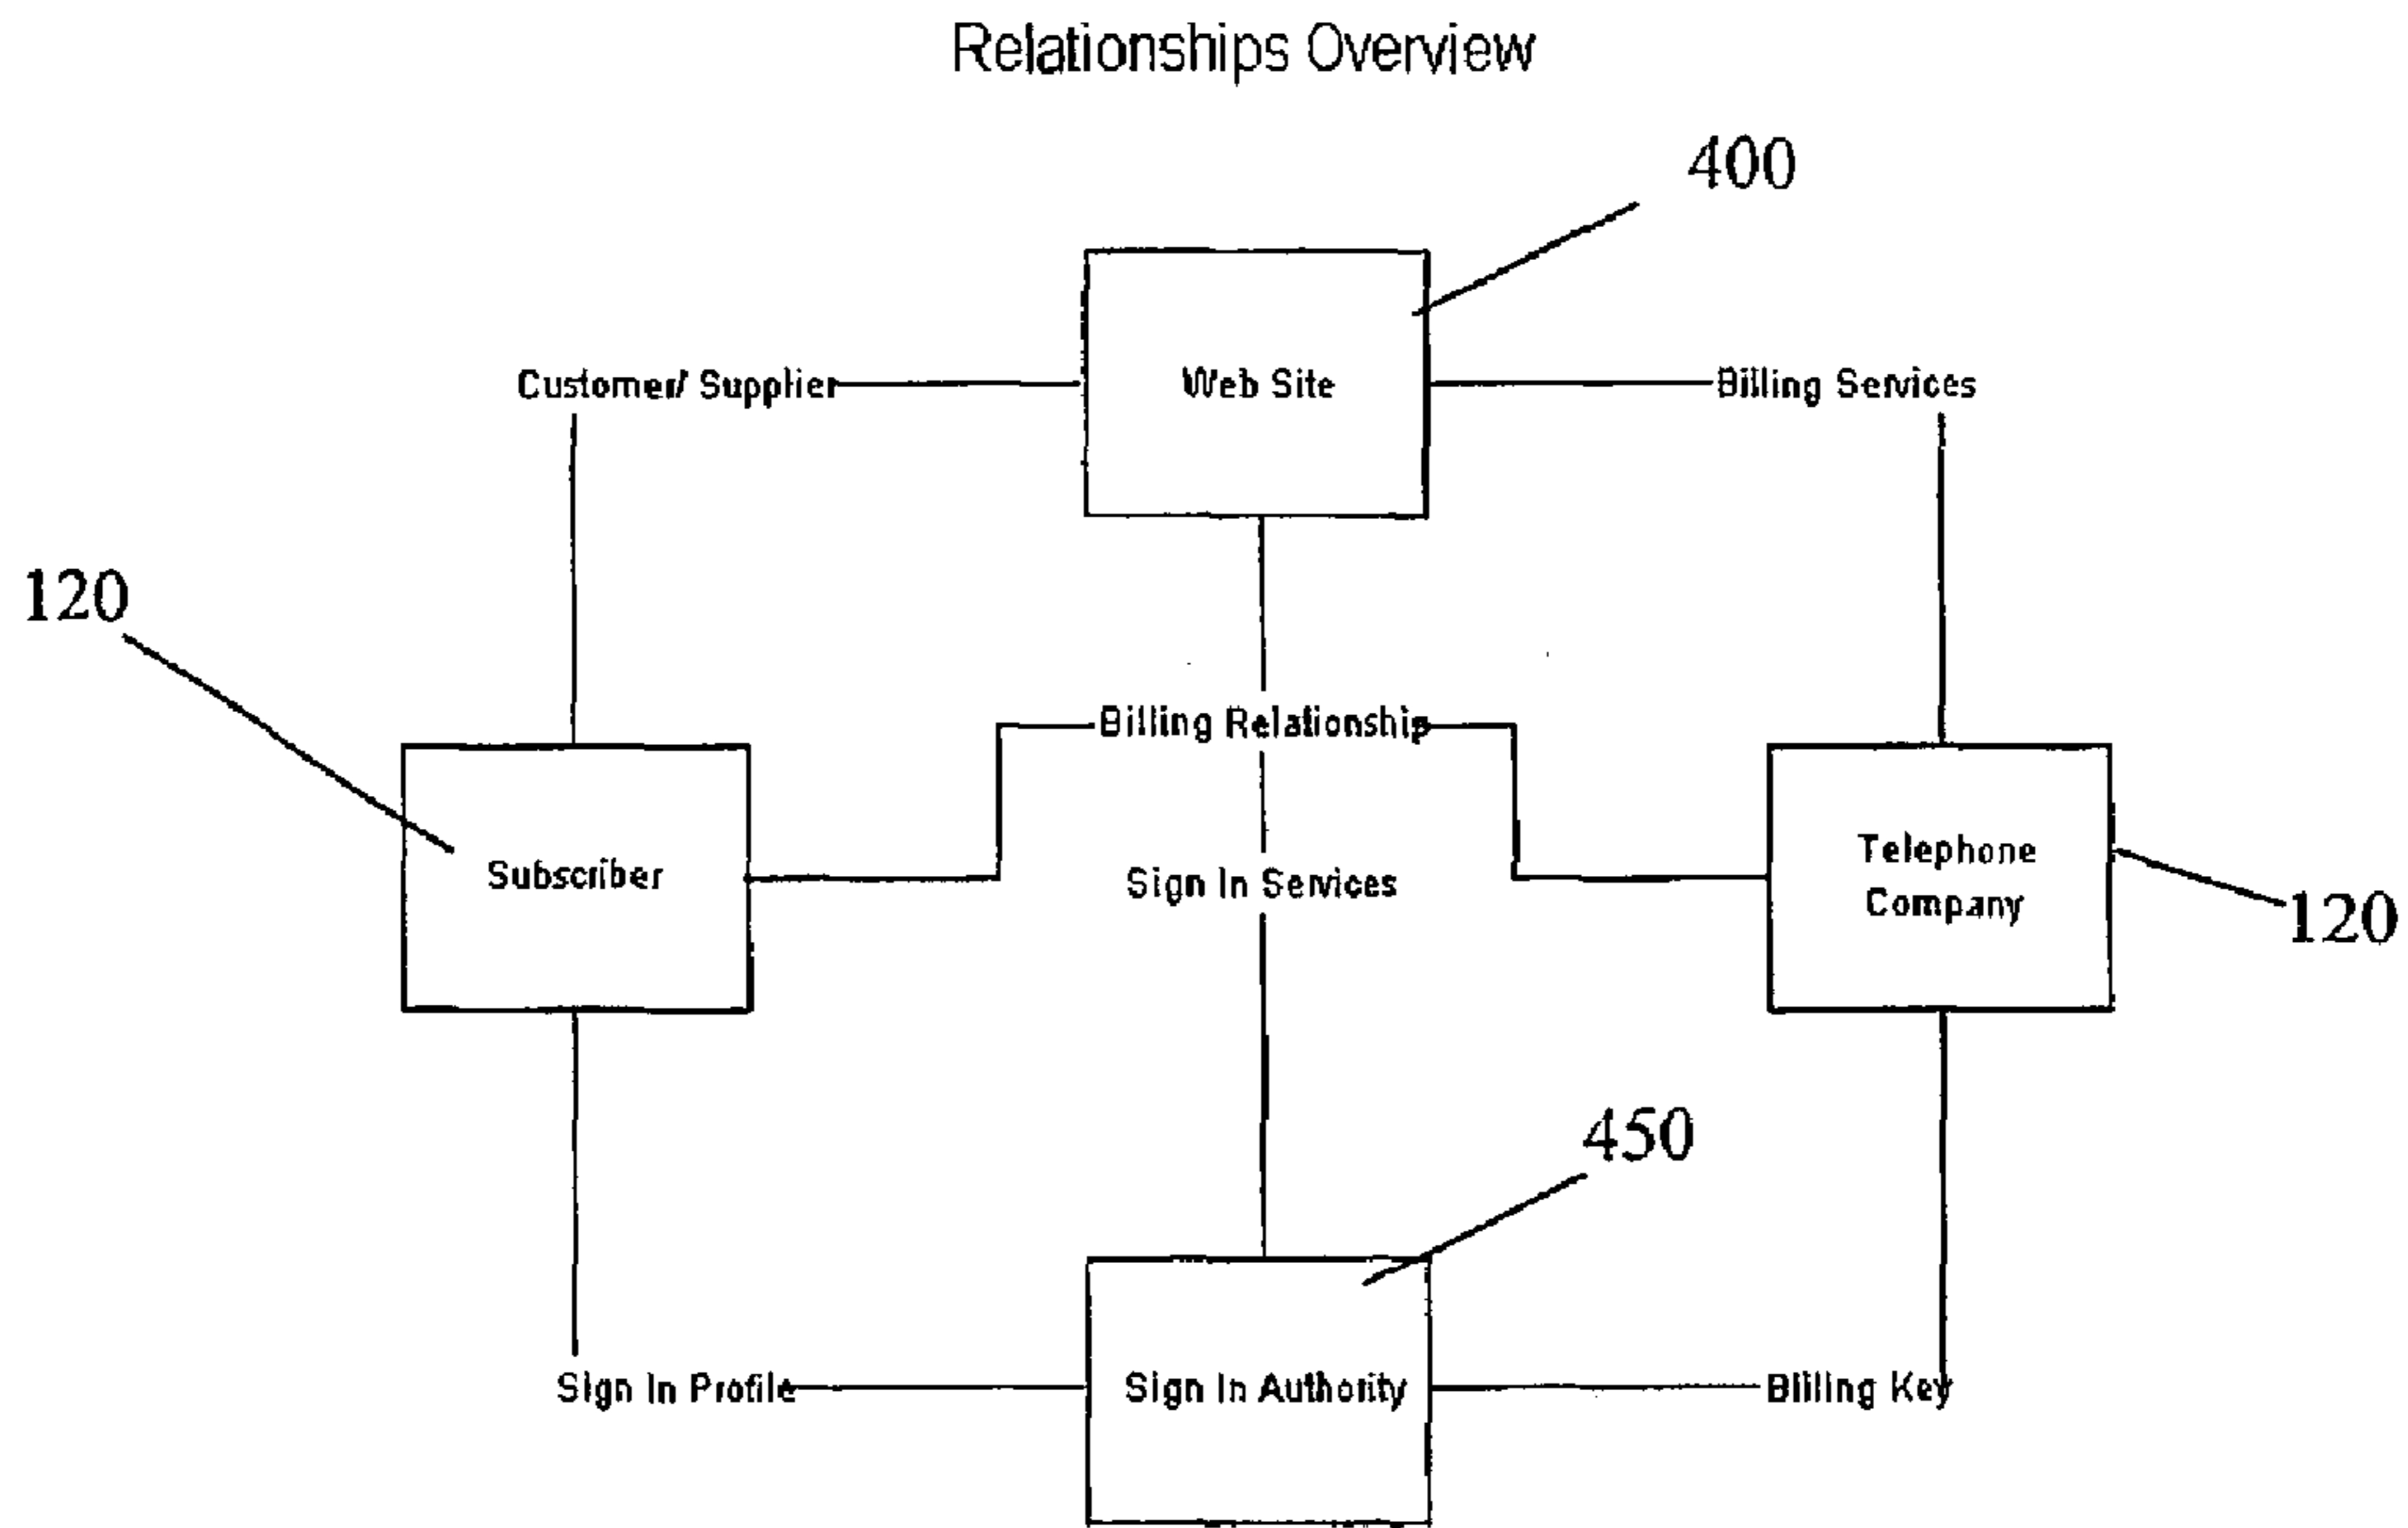 Relationships Overview
400
Customer/ Supplier
Web Site
Billing Services
120
Billing Relationship
Subscriber
Sign In Services
Telephone
Company
120
450
Sign In Profile
Sign In Authority
Billing Key